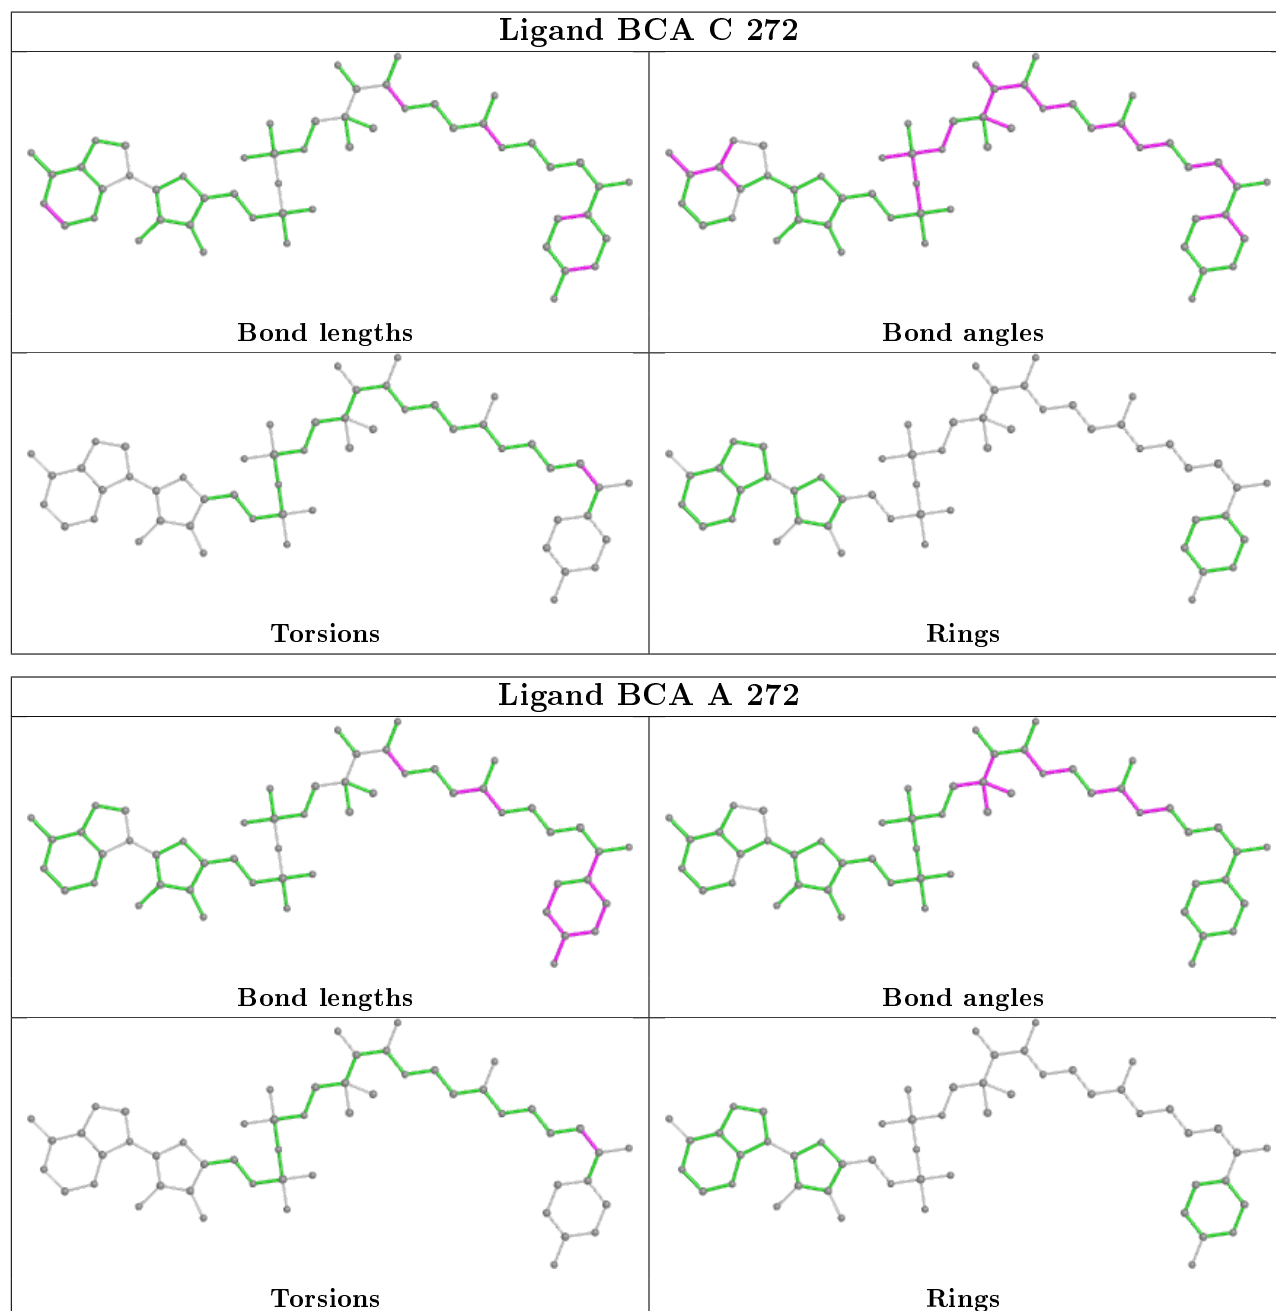 Ligand BCA C 272
Bond lengths
Bond angles
Torsions
Rings
Ligand BCA A 272
Bond lengths
Bond angles
Torsions
Rings